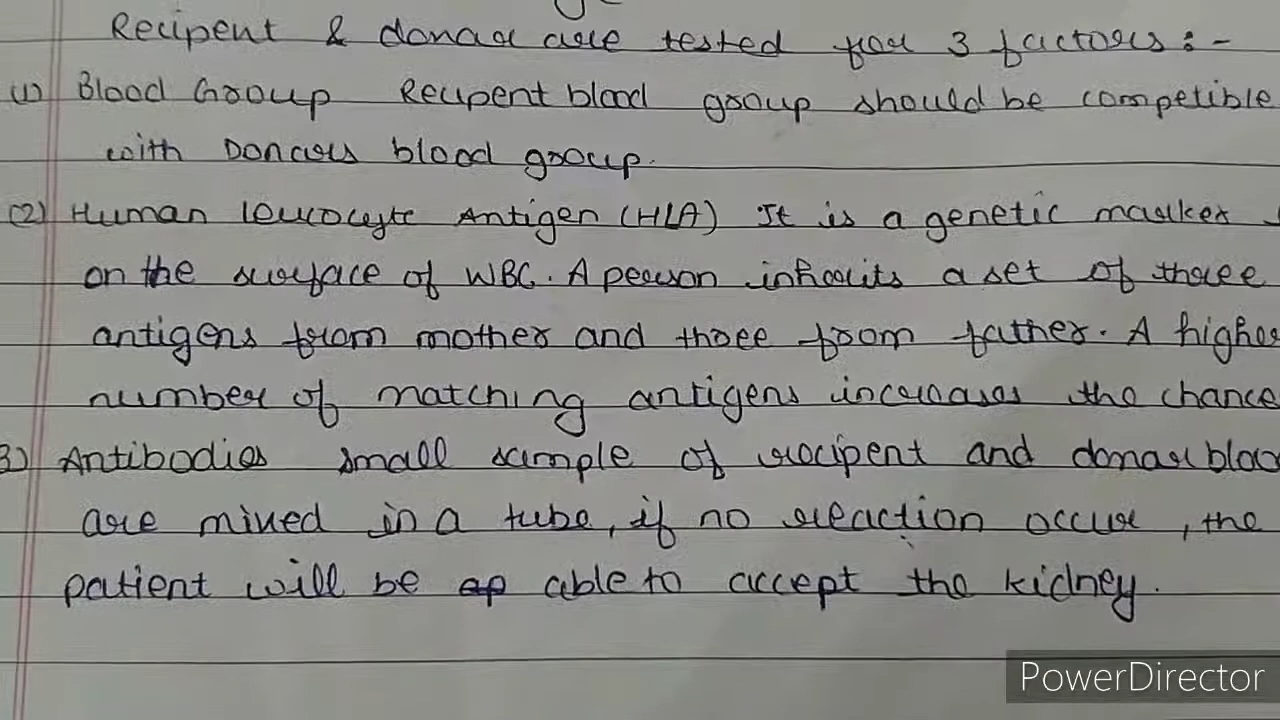 Recipent & donar are tested for 3 factors:-
(1) Blood Group Recipent blood group should be competible
with Donars blood group.
(2) Human leucocyte Antigen (HLA) It is a genetic marker
on the surface of WBC. A person inherits a set of three
antigens from mother and three from father. A higher
number of matching antigens increases the chance
3) Antibodies small sample of recipent and donar blood
are mixed in a tube, if no reaction occur, the
patient will be able to accept the kidney.
PowerDirector